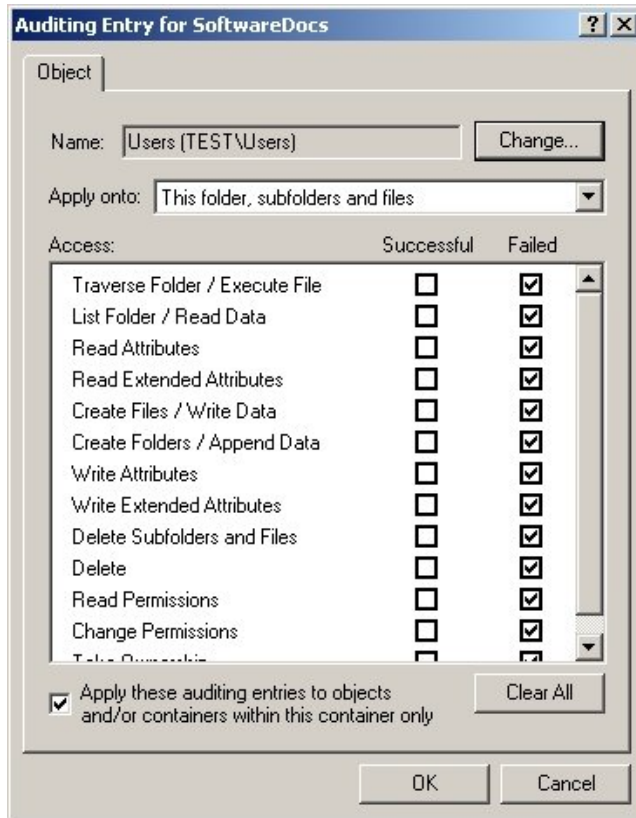 Auditing Entry for SoftwareDocs
Object
Name: Users (TEST\Users)
Change...
Apply onto: This folder, subfolders and files
Access: Successful Failed
Traverse Folder / Execute File
List Folder / Read Data
Read Attributes
Read Extended Attributes
Create Files / Write Data
Create Folders / Append Data
Write Attributes
Write Extended Attributes
Delete Subfolders and Files
Delete
Read Permissions
Change Permissions
Take Ownership
Apply these auditing entries to objects
and/or containers within this container only
Clear All
OK Cancel